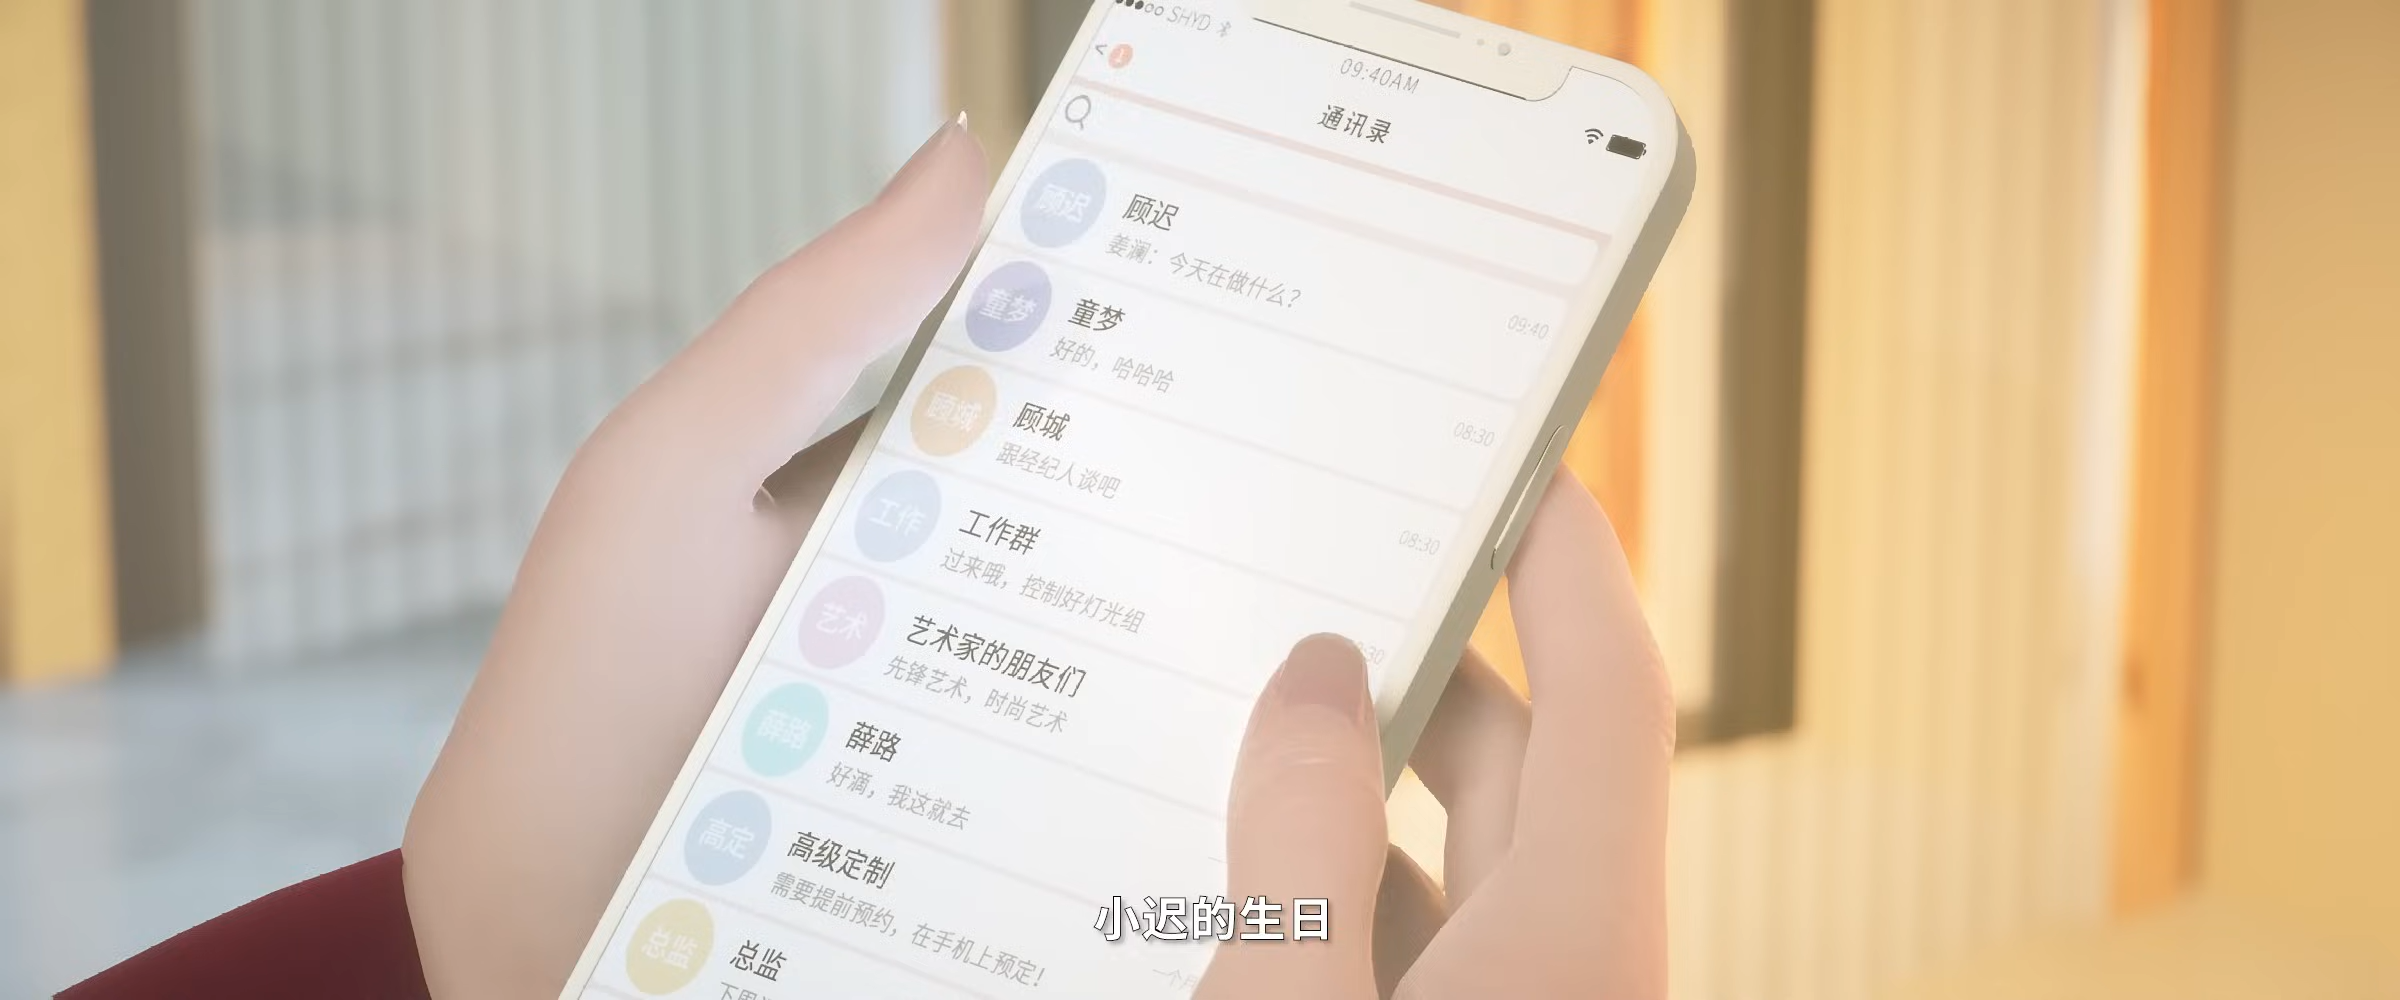 SHYD
09:40AM
<
1
通讯录
顾迟
顾迟
姜澜：今天在做什么？
09:40
童梦
童梦
好的，哈哈哈
08:30
顾城
顾城
跟经纪人谈吧
08:30
工作
工作群
过来哦，控制好灯光组
:30
艺术
艺术家的朋友们
先锋艺术，时尚艺术
薛路
薛路
好滴，我这就去
高定
高级定制
需要提前预约，在手机上预定！
一个月
总监
总监
小迟的生日